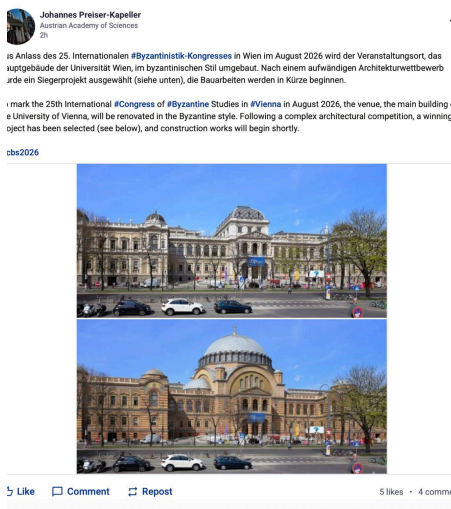 Johannes Preiser-Kapeller
Austrian Academy of Sciences
2h
s Anlass des 25. Internationalen #Byzantinistik-Kongresses in Wien im August 2026 wird der Veranstaltungsort, das
auptgebäude der Universität Wien, im byzantinischen Stil umgebaut. Nach einem aufwändigen Architekturwettbewerb
urde ein Siegerprojekt ausgewählt (siehe unten), die Bauarbeiten werden in Kürze beginnen.
mark the 25th International #Congress of #Byzantine Studies in #Vienna in August 2026, the venue, the main building
e University of Vienna, will be renovated in the Byzantine style. Following a complex architectural competition, a winning
oject has been selected (see below), and construction works will begin shortly.
cbs2026
Like Comment Repost 5 likes • 4 comme